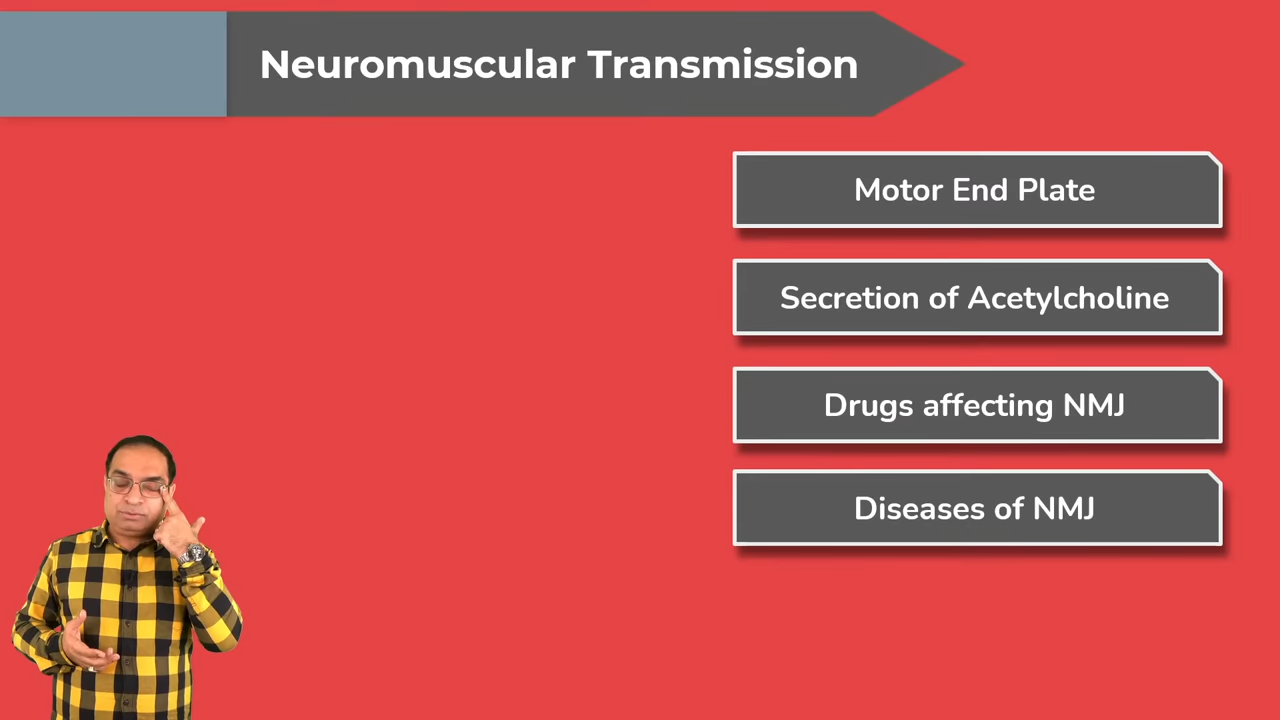 Neuromuscular Transmission
Motor End Plate
Secretion of Acetylcholine
Drugs affecting NMJ
Diseases of NMJ